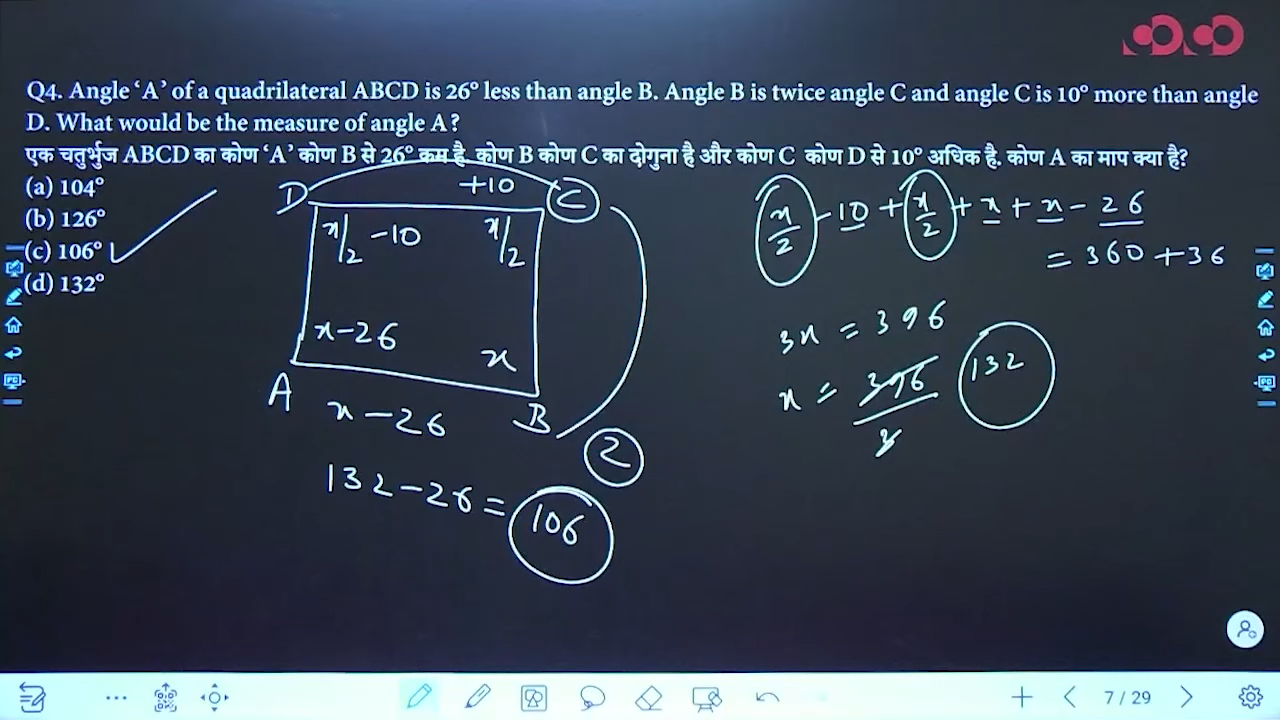 Q4. Angle ‘A’ of a quadrilateral ABCD is 26° less than angle B. Angle B is twice angle C and angle C is 10° more than angle
D. What would be the measure of angle A?
एक चतुर्भुज ABCD का कोण ‘A’ कोण B से 26° कम है. कोण B कोण C का दोगुना है और कोण C कोण D से 10° अधिक है. कोण A का माप क्या है?
(a) 104°
(b) 126°
(c) 106°
(d) 132°
D +10 C
x/2 -10 x/2
x-26 x
A B
x-26
2
132-26= 106
x/2 -10 + x/2 + x + x - 26
= 360 +36
3x = 396
x = 396/3 132
7 / 29